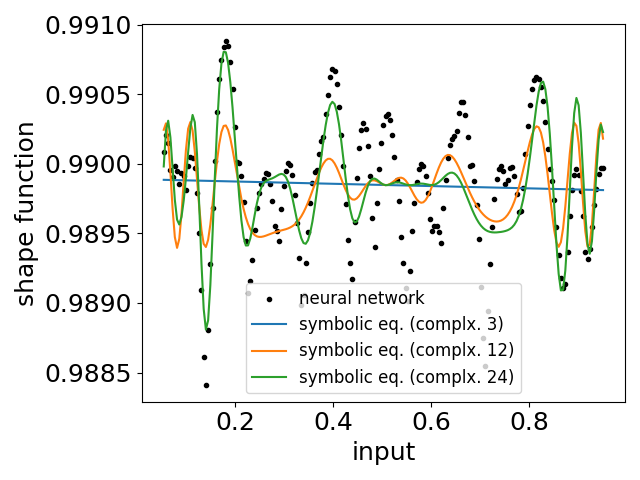 0.9910
0.9905
0.9900
0.9895
0.9890
0.9885
shape function
neural network
symbolic eq. (complx. 3)
symbolic eq. (complx. 12)
symbolic eq. (complx. 24)
0.2 0.4 0.6 0.8
input